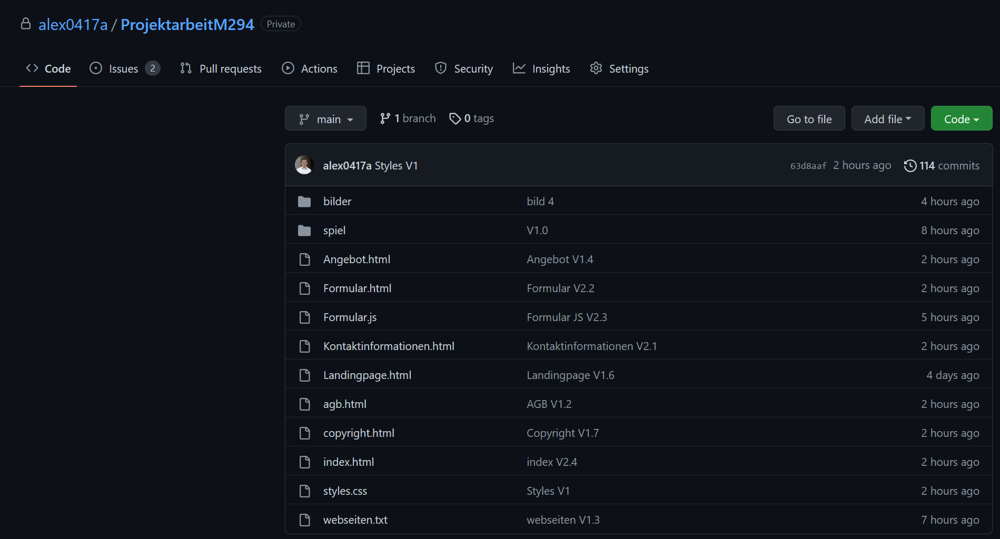 alex0417a / ProjektarbeitM294 Private
Code Issues 2 Pull requests Actions Projects Security Insights Settings
main 1 branch 0 tags Go to file Add file Code
alex0417a Styles V1 63d8aaf 2 hours ago 114 commits
bilder bild 4 4 hours ago
spiel V1.0 8 hours ago
Angebot.html Angebot V1.4 2 hours ago
Formular.html Formular V2.2 2 hours ago
Formular.js Formular JS V2.3 5 hours ago
Kontaktinformationen.html Kontaktinformationen V2.1 2 hours ago
Landingpage.html Landingpage V1.6 4 days ago
agb.html AGB V1.2 2 hours ago
copyright.html Copyright V1.7 2 hours ago
index.html index V2.4 2 hours ago
styles.css Styles V1 2 hours ago
webseiten.txt webseiten V1.3 7 hours ago